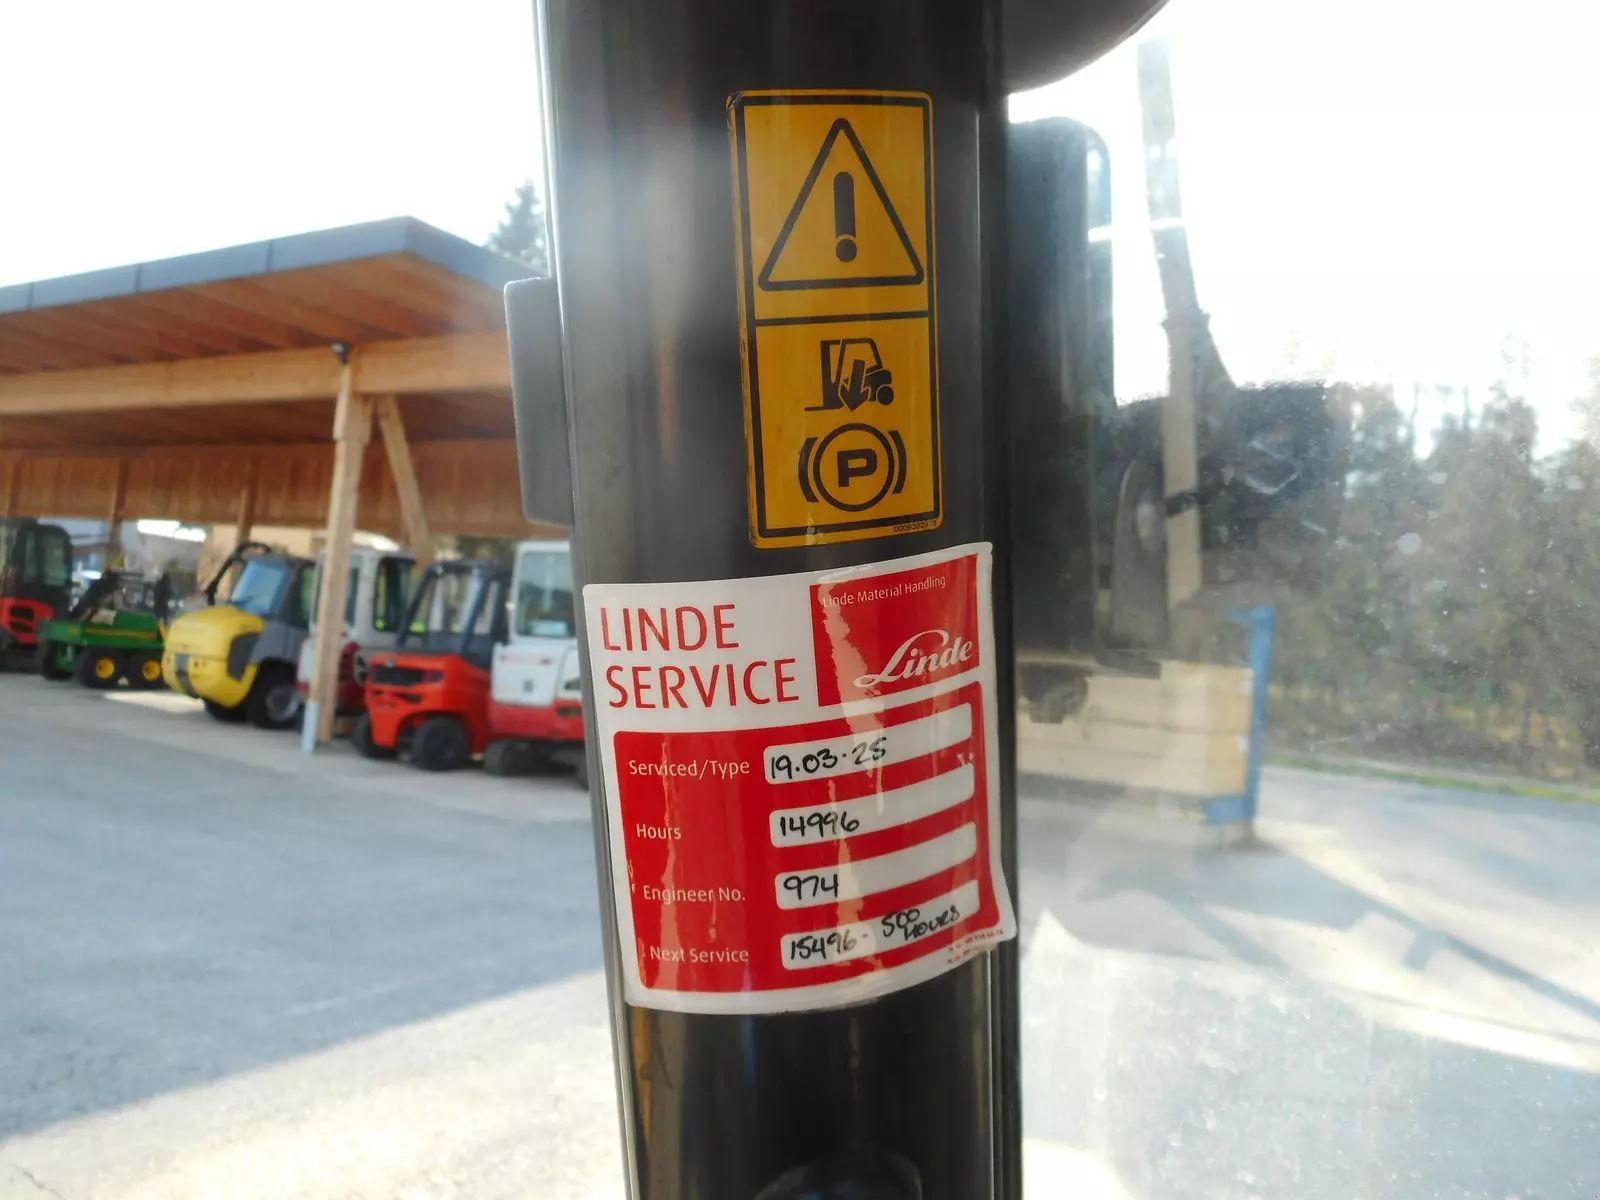 P
LINDE
SERVICE
Linde Material Handling
Linde
Serviced/Type 19.03.25
Hours 14996
Engineer No. 974
Next Service 15496 - 500 HOURS